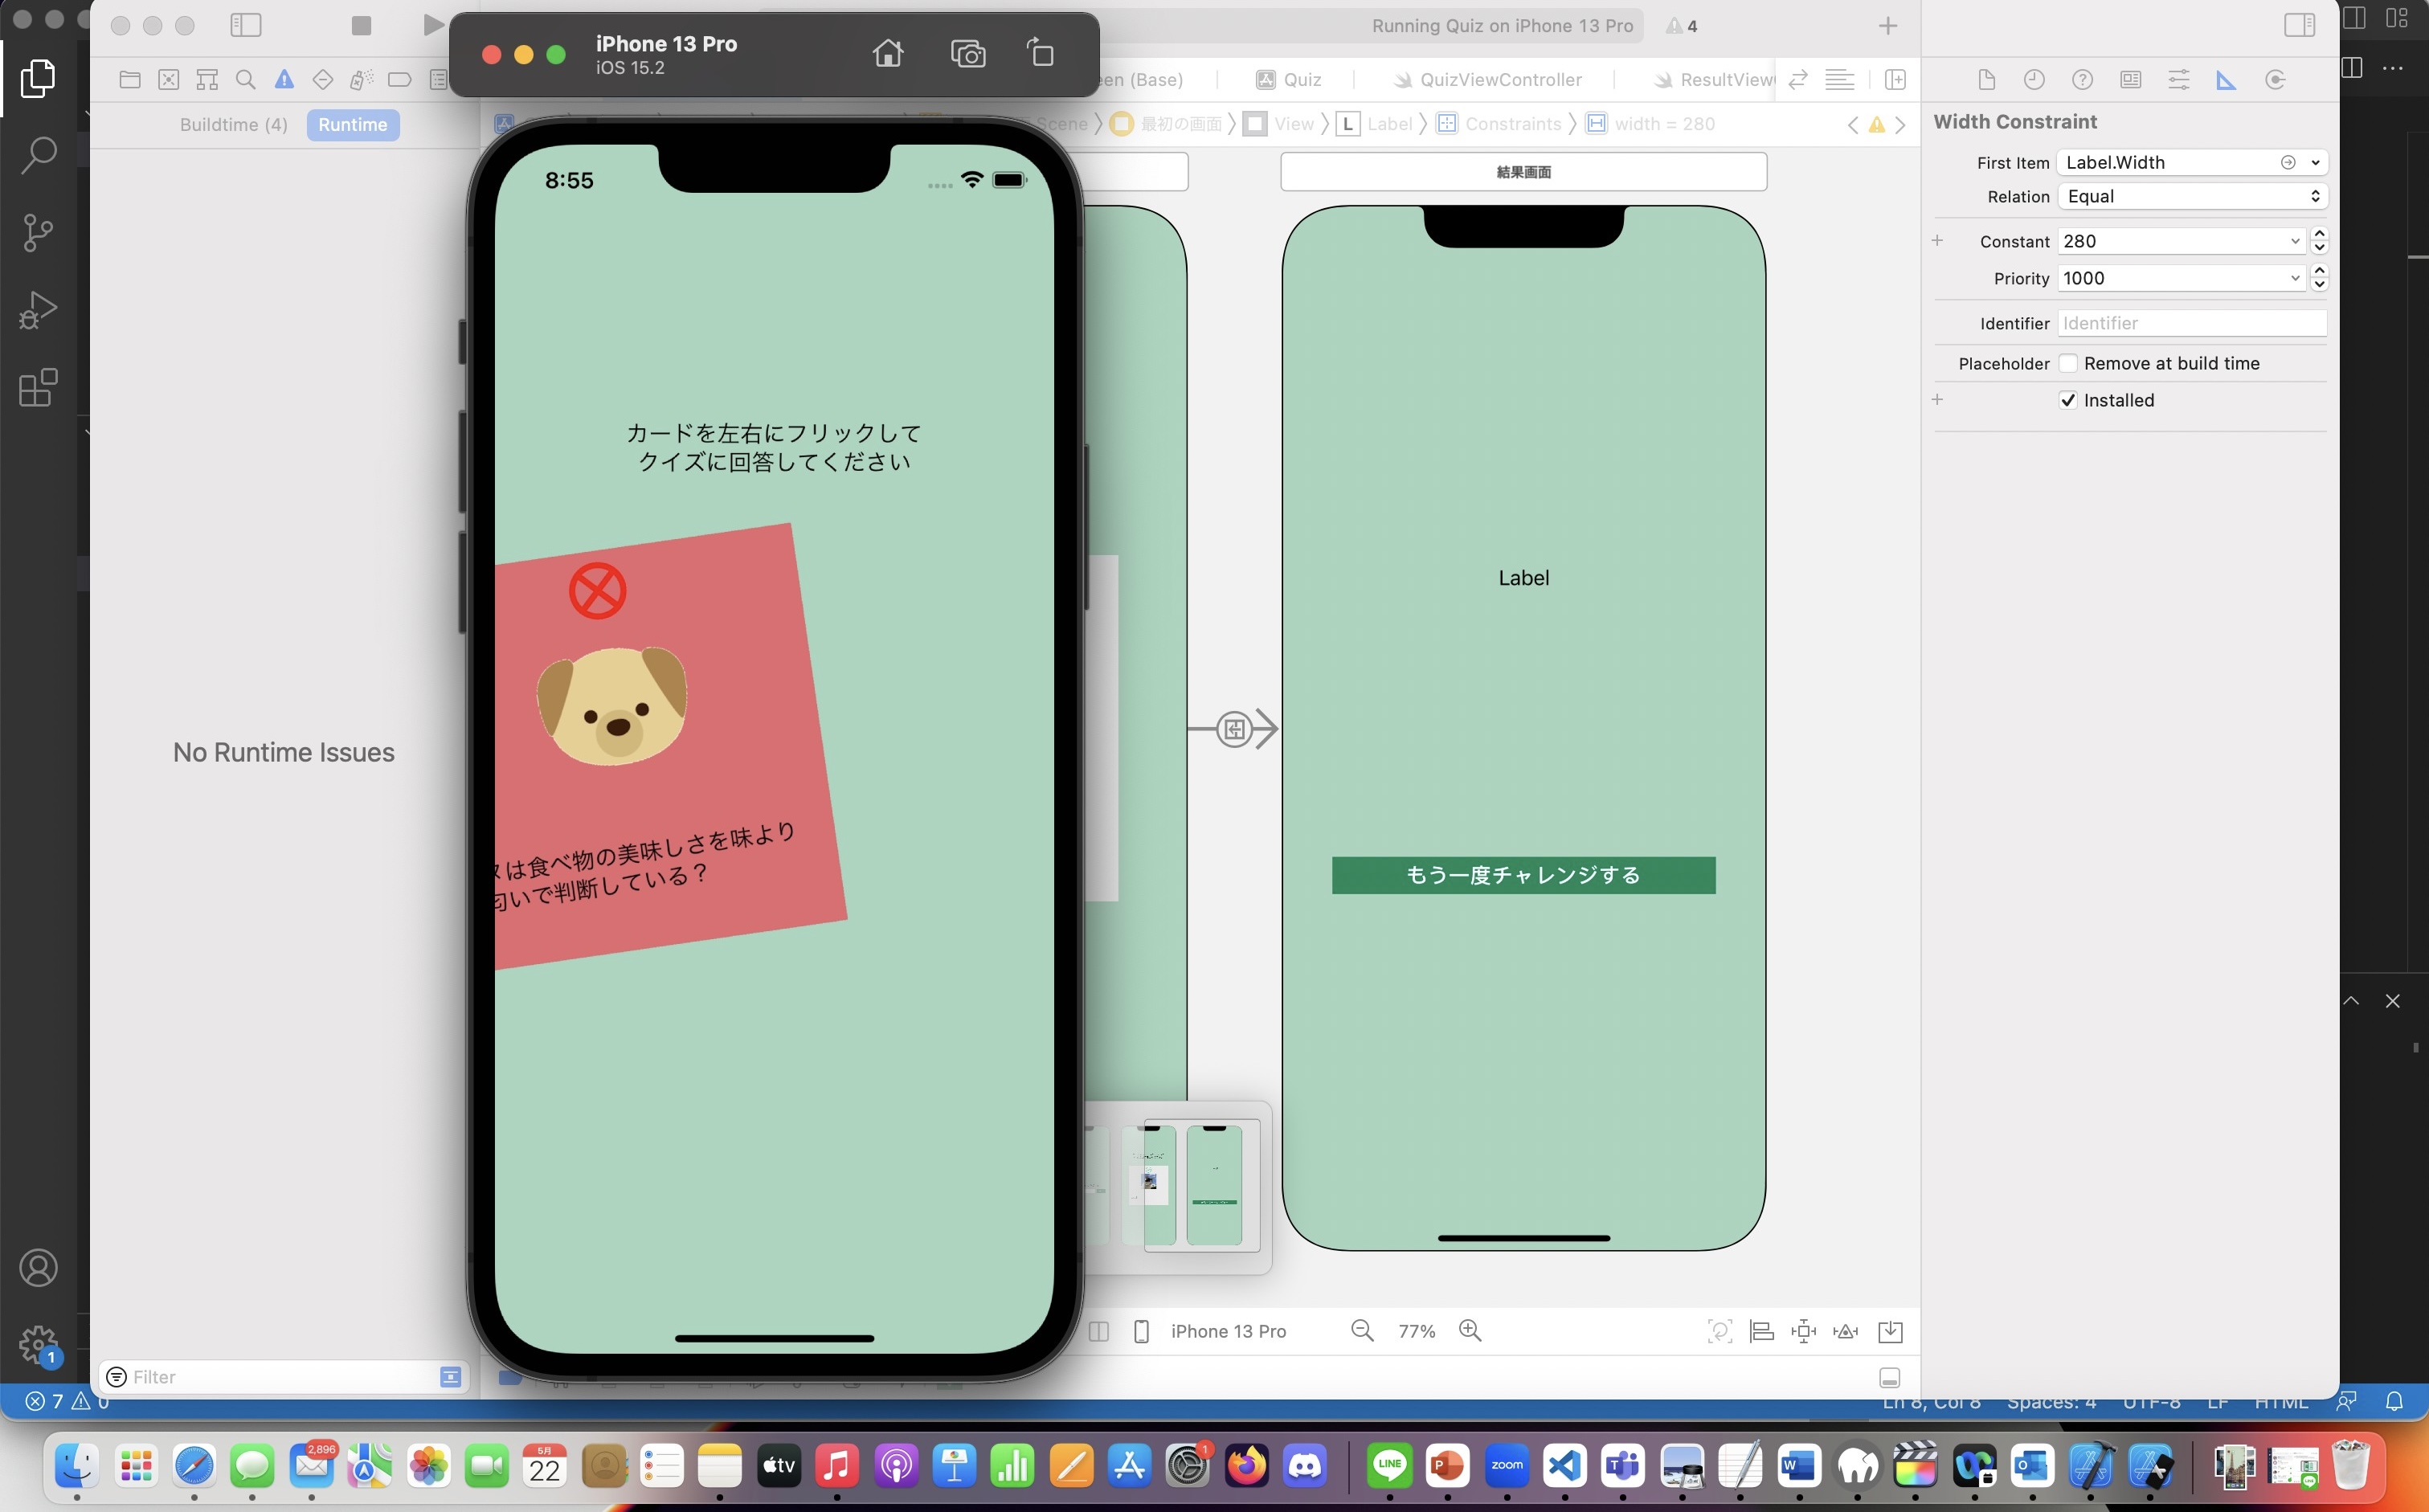 Running Quiz on iPhone 13 Pro
4
iPhone 13 Pro
iOS 15.2
een (Base)
Quiz
QuizViewController
ResultView
Buildtime (4)
Runtime
Scene
最初の画面
View
L
Label
Constraints
width = 280
Width Constraint
First Item
Label.Width
Relation
Equal
Constant
280
Priority
1000
Identifier
Identifier
Placeholder
Remove at build time
Installed
結果画面
8:55
カードを左右にフリックして
クイズに回答してください
は食べ物の美味しさを味より
匂いで判断している？
No Runtime Issues
Label
もう一度チャレンジする
iPhone 13 Pro
77%
Filter
1
7
0
Ln 8, Col 8
Spaces: 4
UTF-8
LF
HTML
2,896
5月
22
tv
1
LINE
P
zoom
W
O